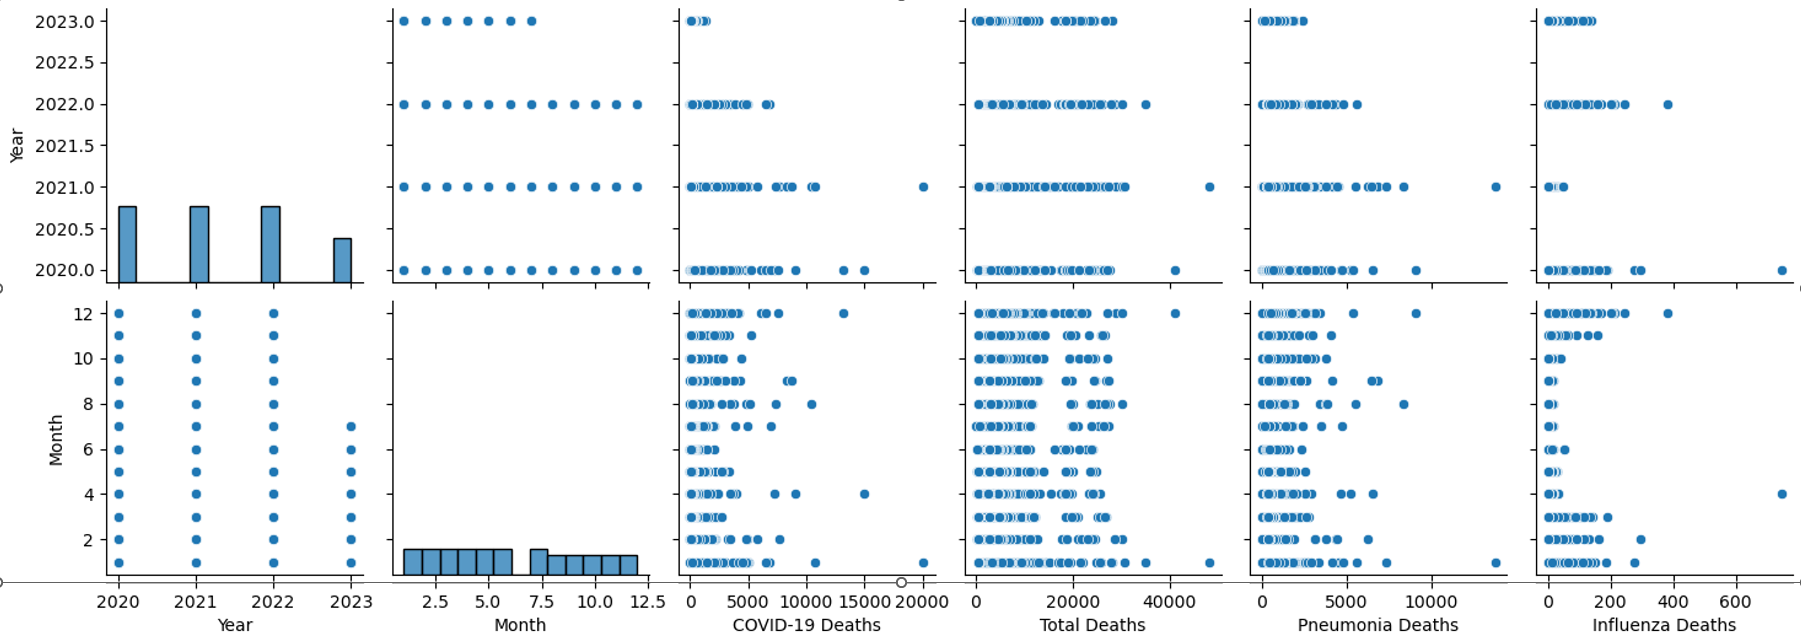 2023.0
2022.5
2022.0
2021.5
2021.0
2020.5
2020.0
Year
12
10
8
6
4
2
Month
2020 2021 2022 2023
Year
2.5 5.0 7.5 10.0 12.5
Month
0 5000 10000 15000 20000
COVID-19 Deaths
0 20000 40000
Total Deaths
0 5000 10000
Pneumonia Deaths
0 200 400 600
Influenza Deaths